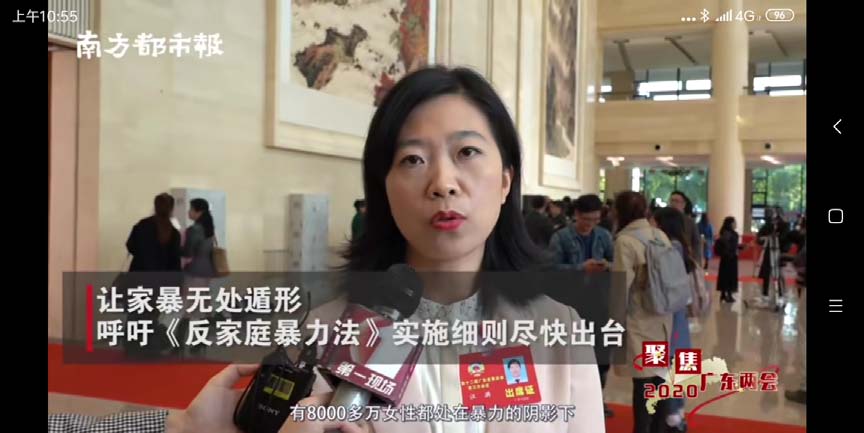 上午10:55
4G
96
南方都市報
让家暴无处遁形
呼吁《反家庭暴力法》实施细则尽快出台
聚焦
2020广东两会
第一现场
SONY
出席证
有8000多万女性都处在暴力的阴影下